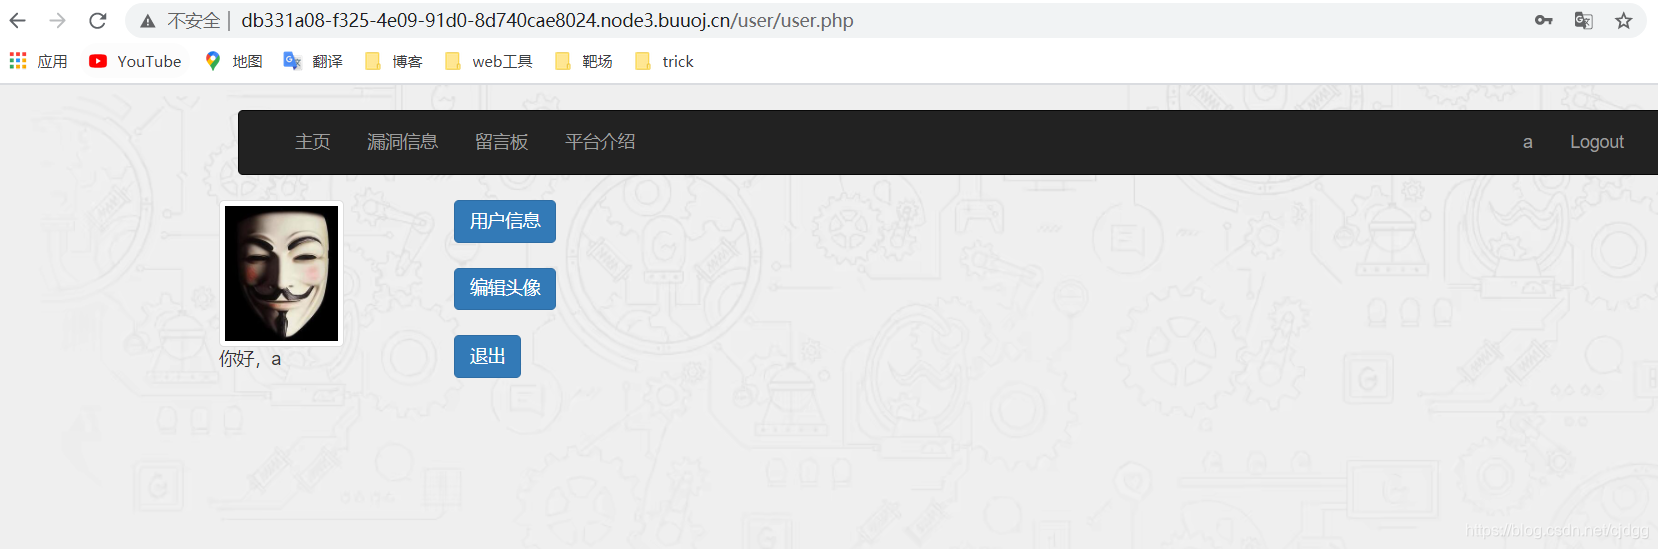 不安全 | db331a08-f325-4e09-91d0-8d740cae8024.node3.buuoj.cn/user/user.php
应用 YouTube 地图 翻译 博客 web工具 靶场 trick
主页 漏洞信息 留言板 平台介绍 a Logout
用户信息
编辑头像
退出
你好，a
https://blog.csdn.net/cjdgg